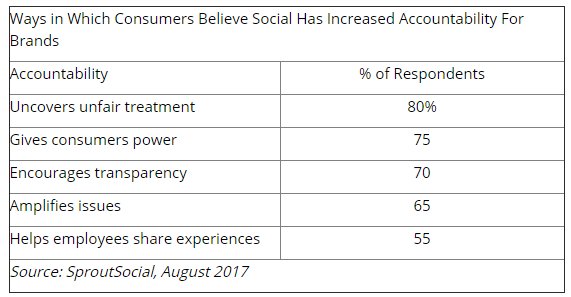 Ways in Which Consumers Believe Social Has Increased Accountability For
Brands
Accountability % of Respondents
Uncovers unfair treatment 80%
Gives consumers power 75
Encourages transparency 70
Amplifies issues 65
Helps employees share experiences 55
Source: SproutSocial, August 2017